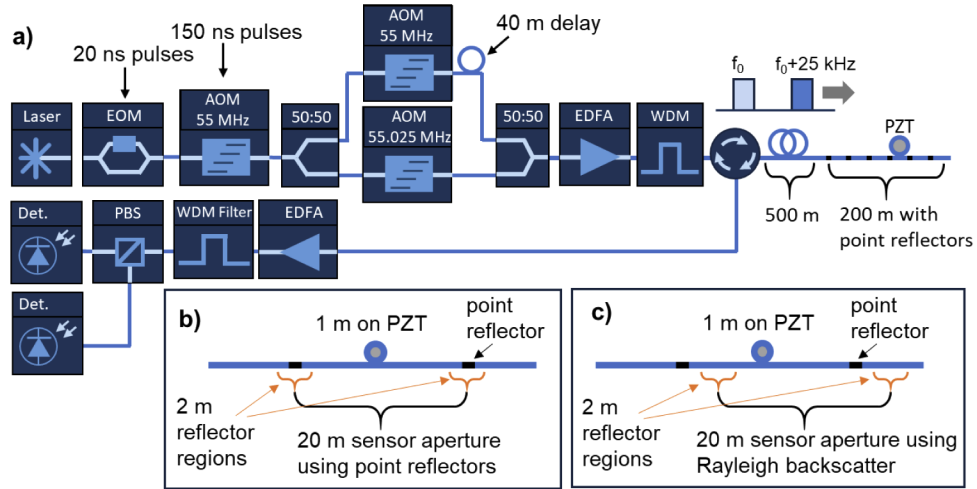 a)
20 ns pulses
150 ns pulses
AOM
55 MHz
40 m delay
Laser
EOM
AOM
55 MHz
50:50
AOM
55.025 MHz
50:50
EDFA
WDM
f0
f0+25 kHz
PZT
500 m
200 m with
point reflectors
Det.
PBS
WDM Filter
EDFA
Det.
b)
1 m on PZT
point
reflector
2 m
reflector
regions
20 m sensor aperture
using point reflectors
c)
1 m on PZT
point
reflector
2 m
reflector
regions
20 m sensor aperture using
Rayleigh backscatter